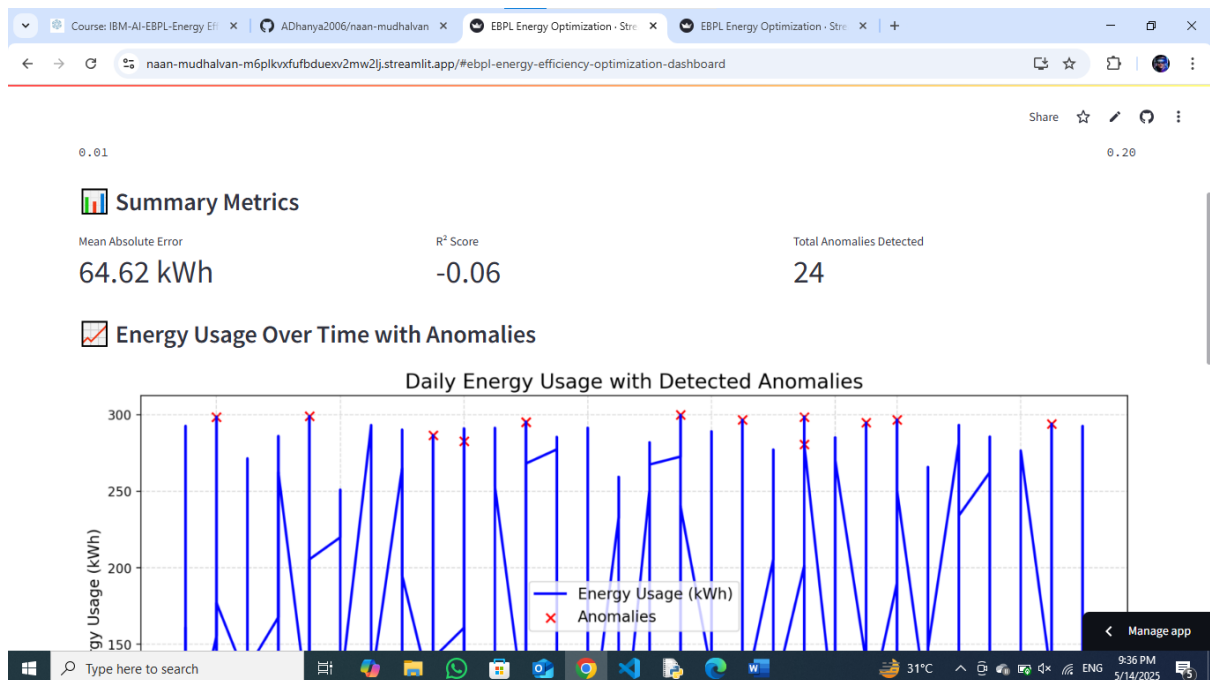 Course: IBM-AI-EBPL-Energy Eff
ADhanya2006/naan-mudhalvan
EBPL Energy Optimization · Stre
EBPL Energy Optimization · Stre
naan-mudhalvan-m6plkvxfufbduexv2mw2lj.streamlit.app/#ebpl-energy-efficiency-optimization-dashboard
Share
0.01 0.20
Summary Metrics
Mean Absolute Error R² Score Total Anomalies Detected
64.62 kWh -0.06 24
Energy Usage Over Time with Anomalies
Daily Energy Usage with Detected Anomalies
300
250
200
150
gy Usage (kWh)
Energy Usage (kWh)
Anomalies
Manage app
Type here to search
31°C
ENG
9:36 PM
5/14/2025
5